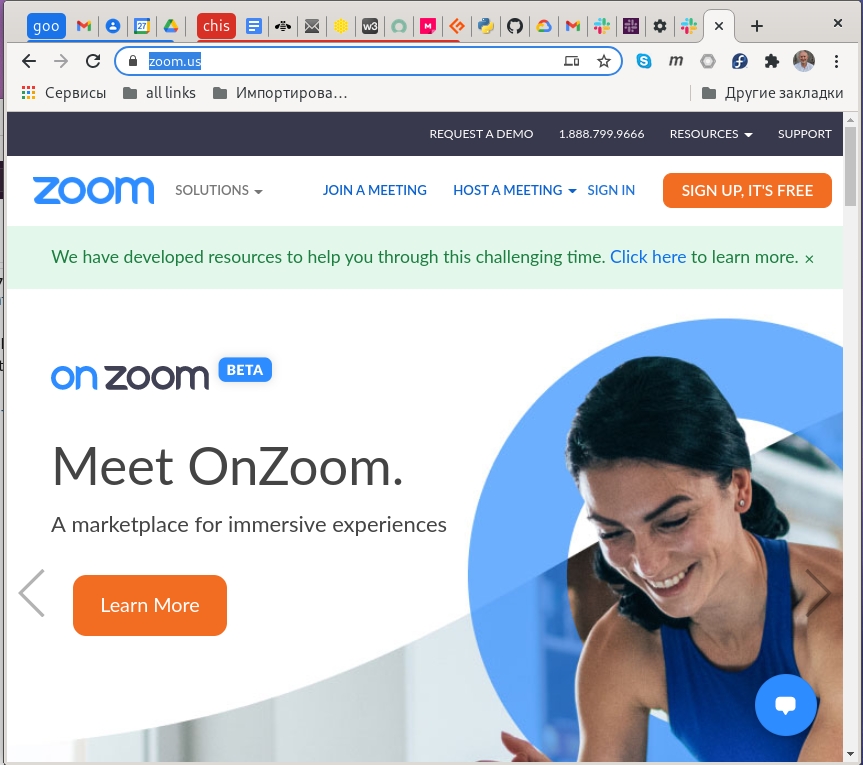 goo
27
chis
w3
zoom.us
m
Сервисы all links Импортирова… Другие закладки
REQUEST A DEMO 1.888.799.9666 RESOURCES SUPPORT
zoom SOLUTIONS JOIN A MEETING HOST A MEETING SIGN IN SIGN UP, IT'S FREE
We have developed resources to help you through this challenging time. Click here to learn more. ×
on zoom BETA
Meet OnZoom.
A marketplace for immersive experiences
Learn More